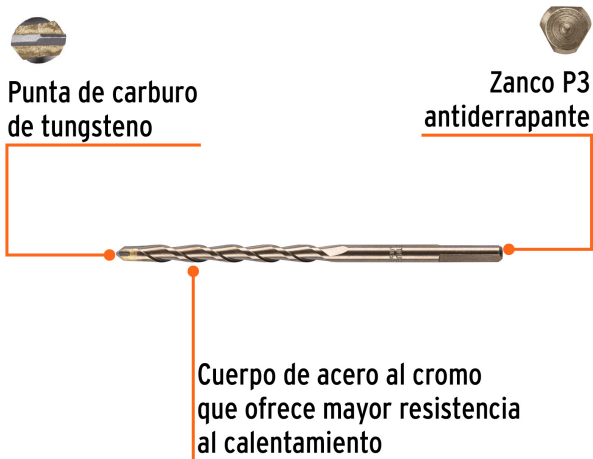 Punta de carburo
de tungsteno
Zanco P3
antiderrapante
Cuerpo de acero al cromo
que ofrece mayor resistencia
al calentamiento